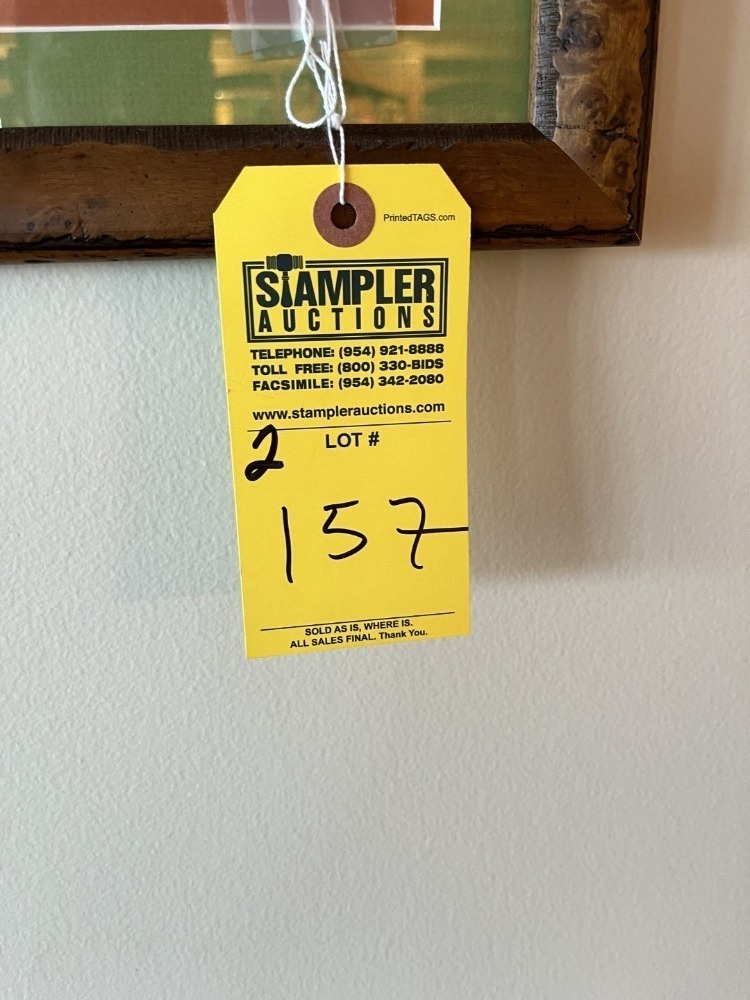 PrintedTAGS.com
STAMPLER
AUCTIONS
TELEPHONE: (954) 921-8888
TOLL FREE: (800) 330-BIDS
FACSIMILE: (954) 342-2080
www.stamplerauctions.com
2 LOT #
157
SOLD AS IS, WHERE IS.
ALL SALES FINAL. Thank You.